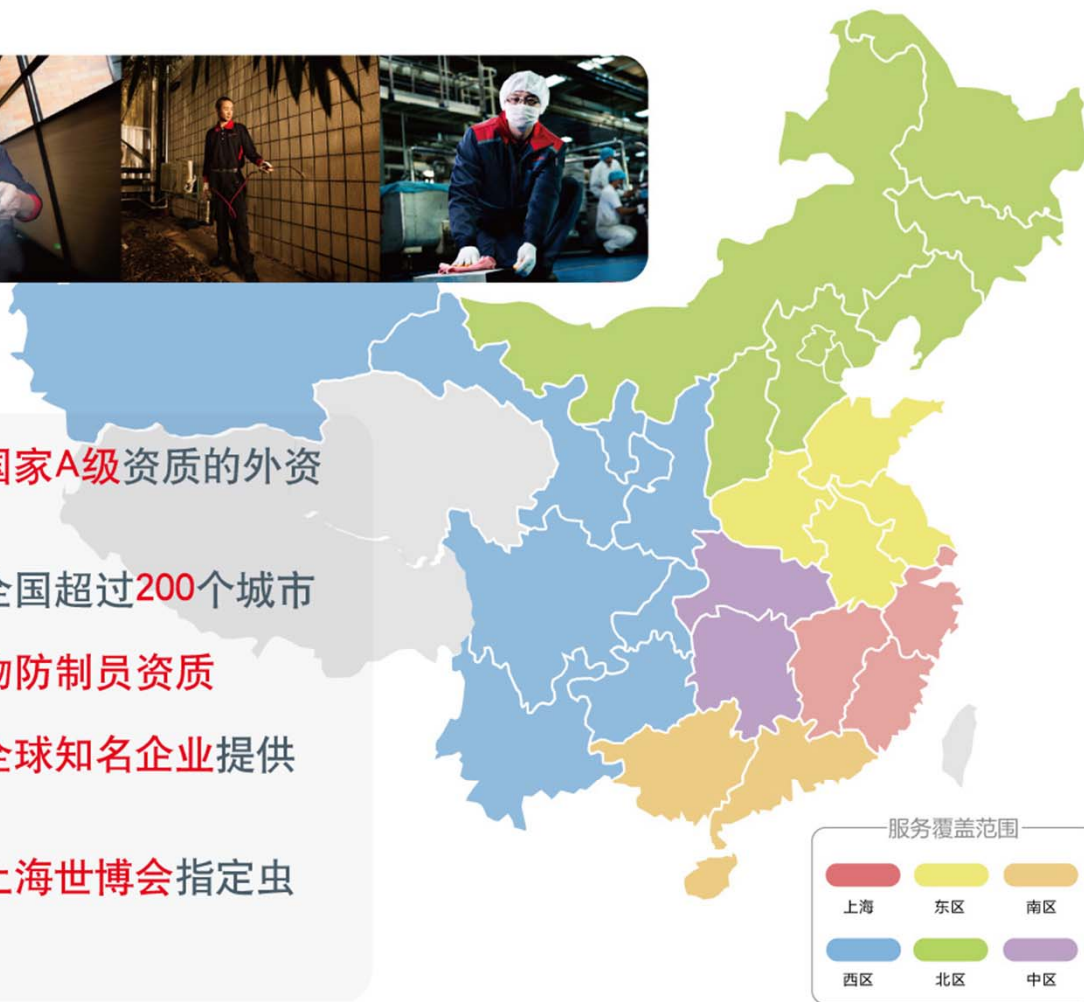 国家A级资质的外资
全国超过200个城市
物防制员资质
全球知名企业提供
上海世博会指定虫
服务覆盖范围
上海 东区 南区
西区 北区 中区